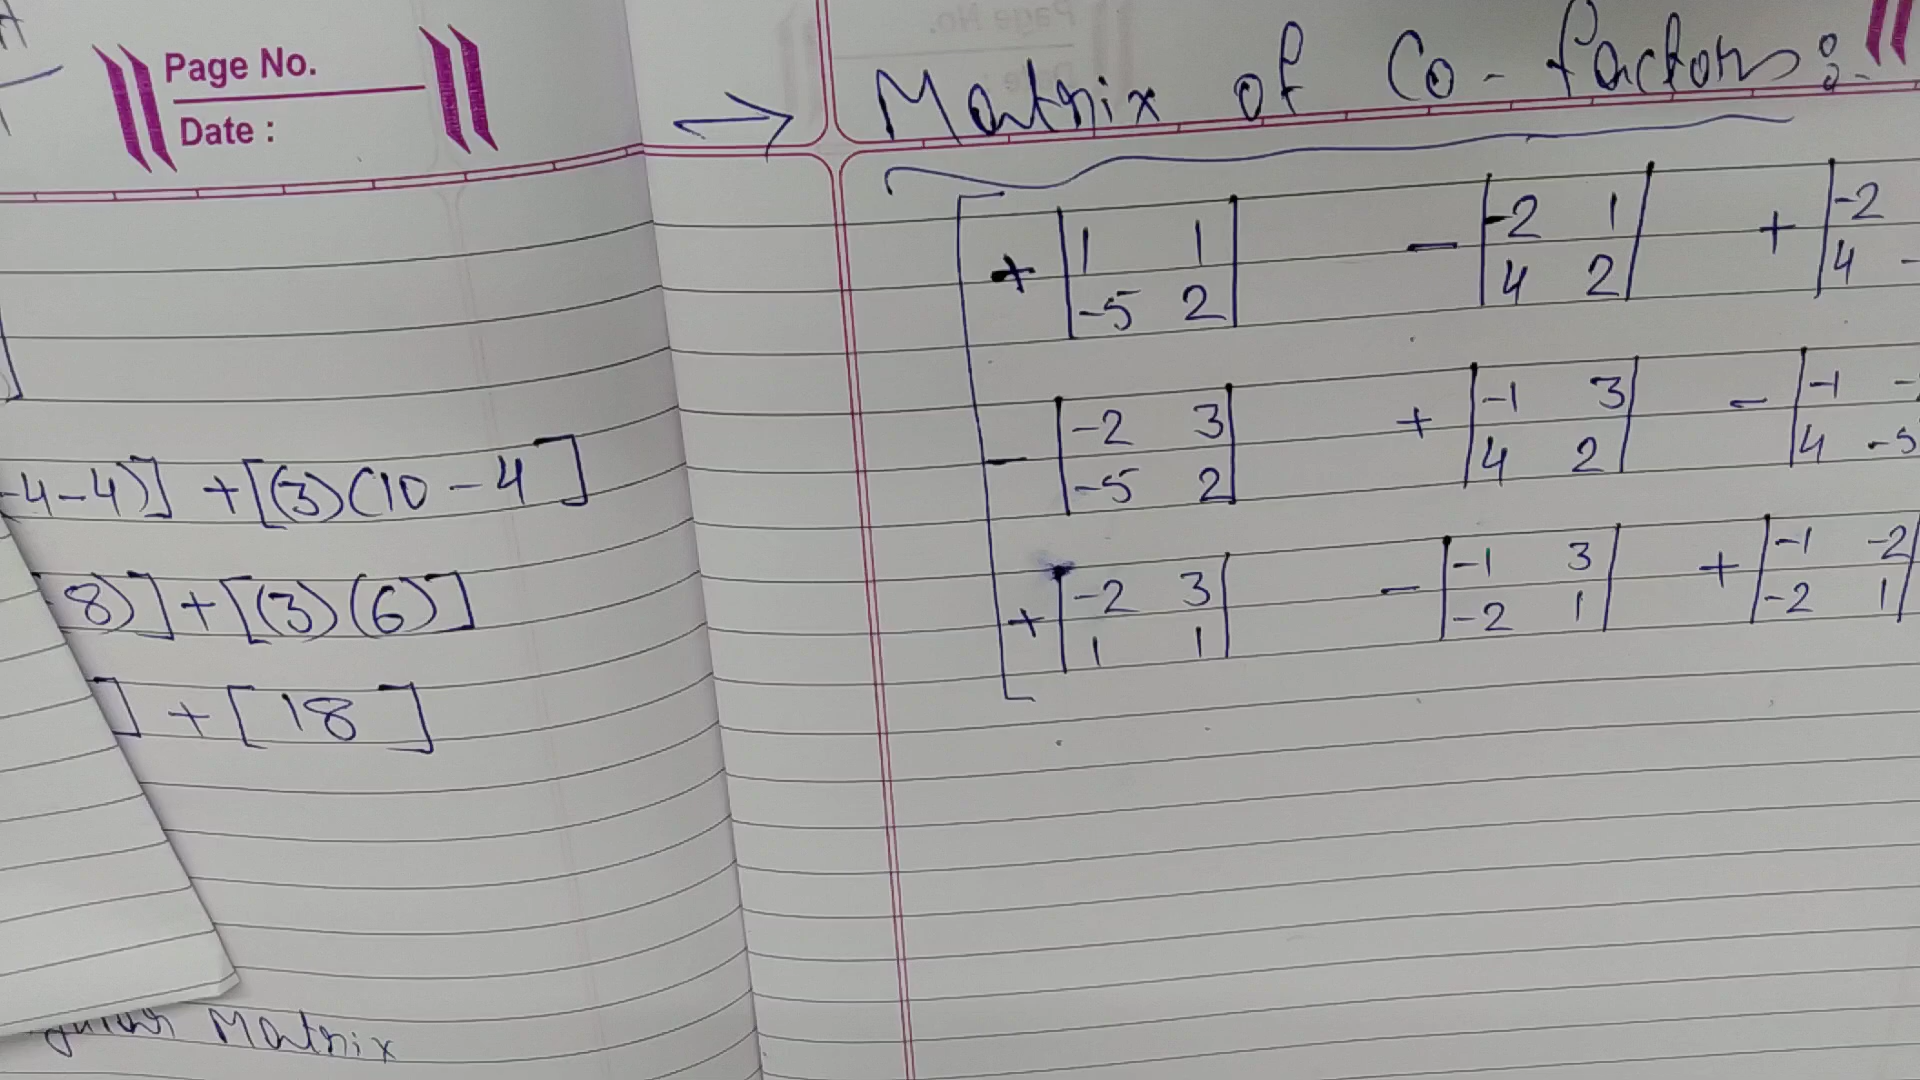 Page No.
Date :
-4-4)] + [(3)(10-4]
8)] + [(3)(6)]
] + [18]
Matrix
→ Matrix of Co-factors:
+ |1 1| - |-2 1| + |-2
|-5 2| |4 2| |4 -
- |-2 3| + |-1 3| - |-1 -
|-5 2| |4 2| |4 -5
+ |-2 3| - |-1 3| + |-1 -2|
|1 1| |-2 1| |-2 1|